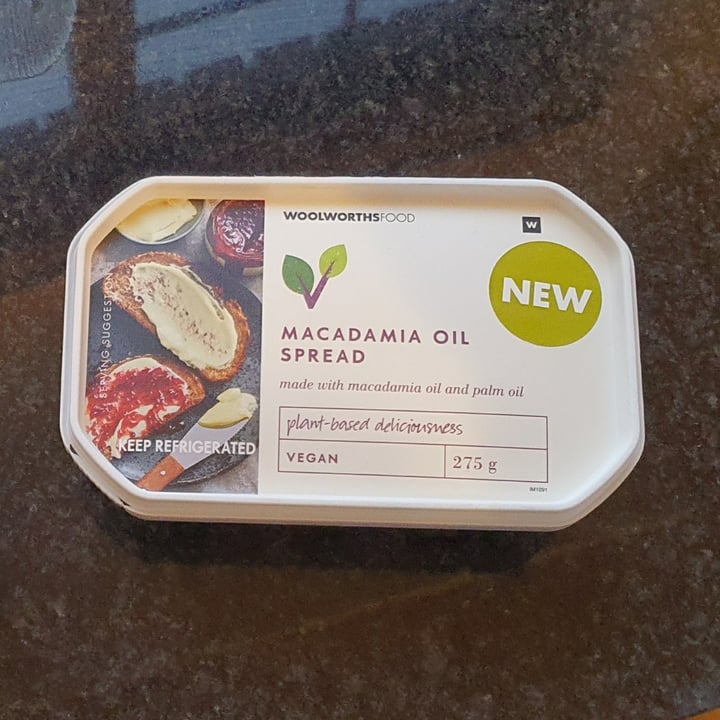 WOOLWORTHSFOOD
W
NEW
MACADAMIA OIL
SPREAD
made with macadamia oil and palm oil
plant-based deliciousness
VEGAN
275 g
SERVING SUGGESTION
KEEP REFRIGERATED